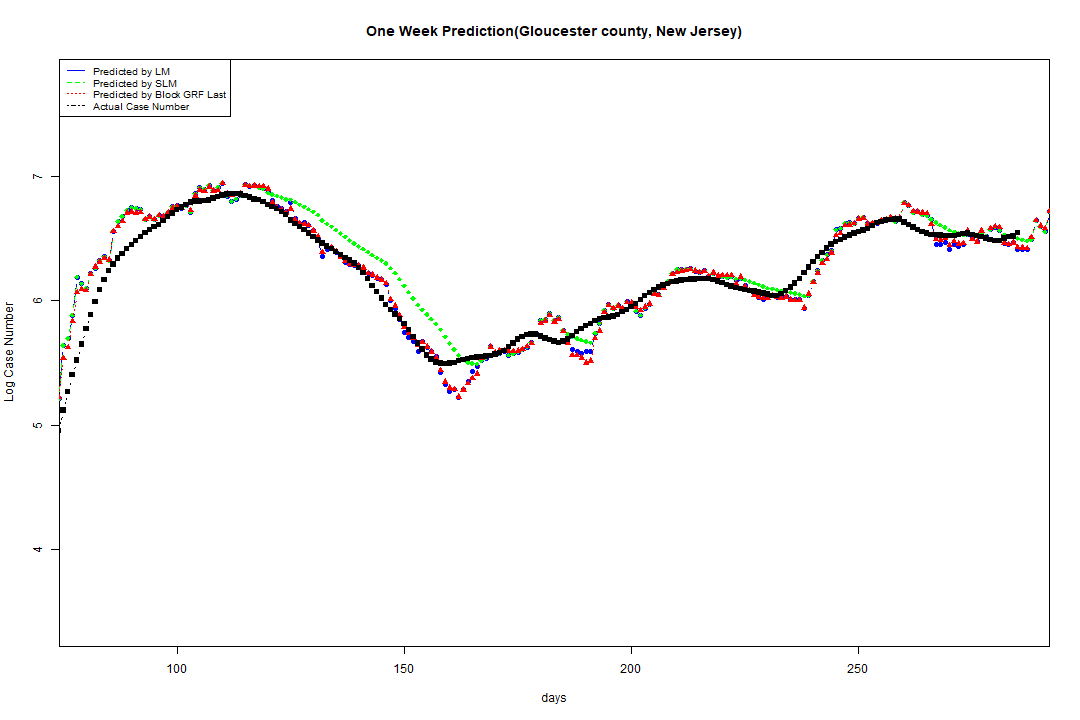 One Week Prediction(Gloucester county, New Jersey)
Predicted by LM
Predicted by SLM
Predicted by Block GRF Last
Actual Case Number
7
6
5
4
Log Case Number
100
150
200
250
days